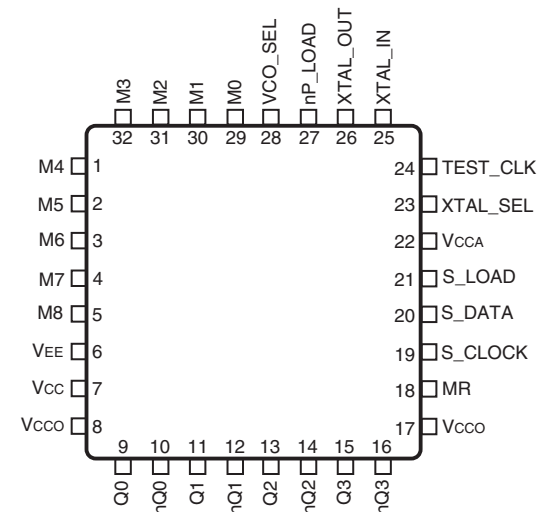 M3
M2
M1
M0
VCO_SEL
nP_LOAD
XTAL_OUT
XTAL_IN
32
31
30
29
28
27
26
25
M4 1
M5 2
M6 3
M7 4
M8 5
VEE 6
VCC 7
VCCO 8
24 TEST_CLK
23 XTAL_SEL
22 VCCA
21 S_LOAD
20 S_DATA
19 S_CLOCK
18 MR
17 VCCO
9
10
11
12
13
14
15
16
Q0
nQ0
Q1
nQ1
Q2
nQ2
Q3
nQ3